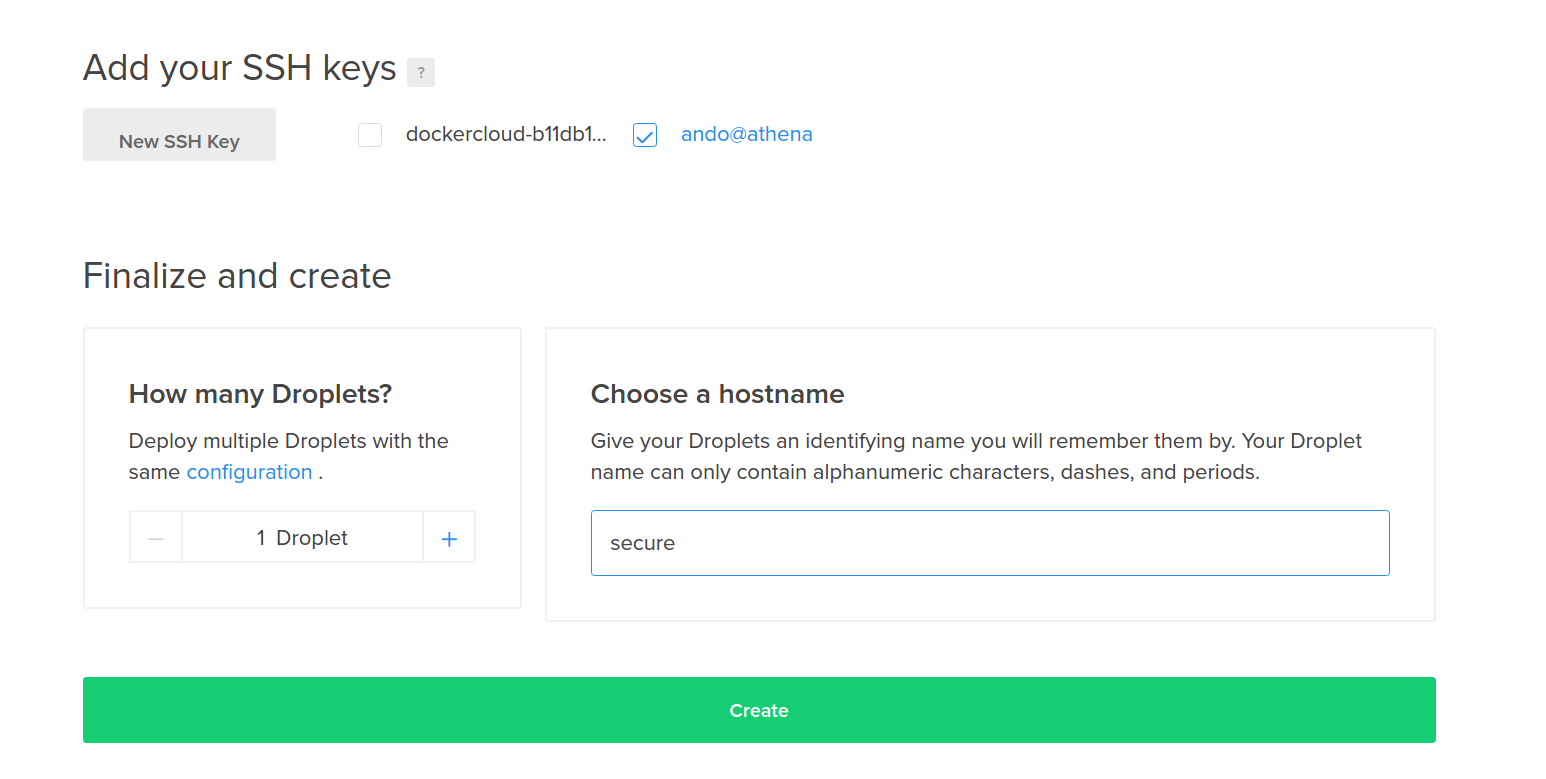 Add your SSH keys ?
New SSH Key
dockercloud-b11db1...
ando@athena
Finalize and create
How many Droplets?
Deploy multiple Droplets with the
same configuration .
1 Droplet
Choose a hostname
Give your Droplets an identifying name you will remember them by. Your Droplet
name can only contain alphanumeric characters, dashes, and periods.
secure
Create